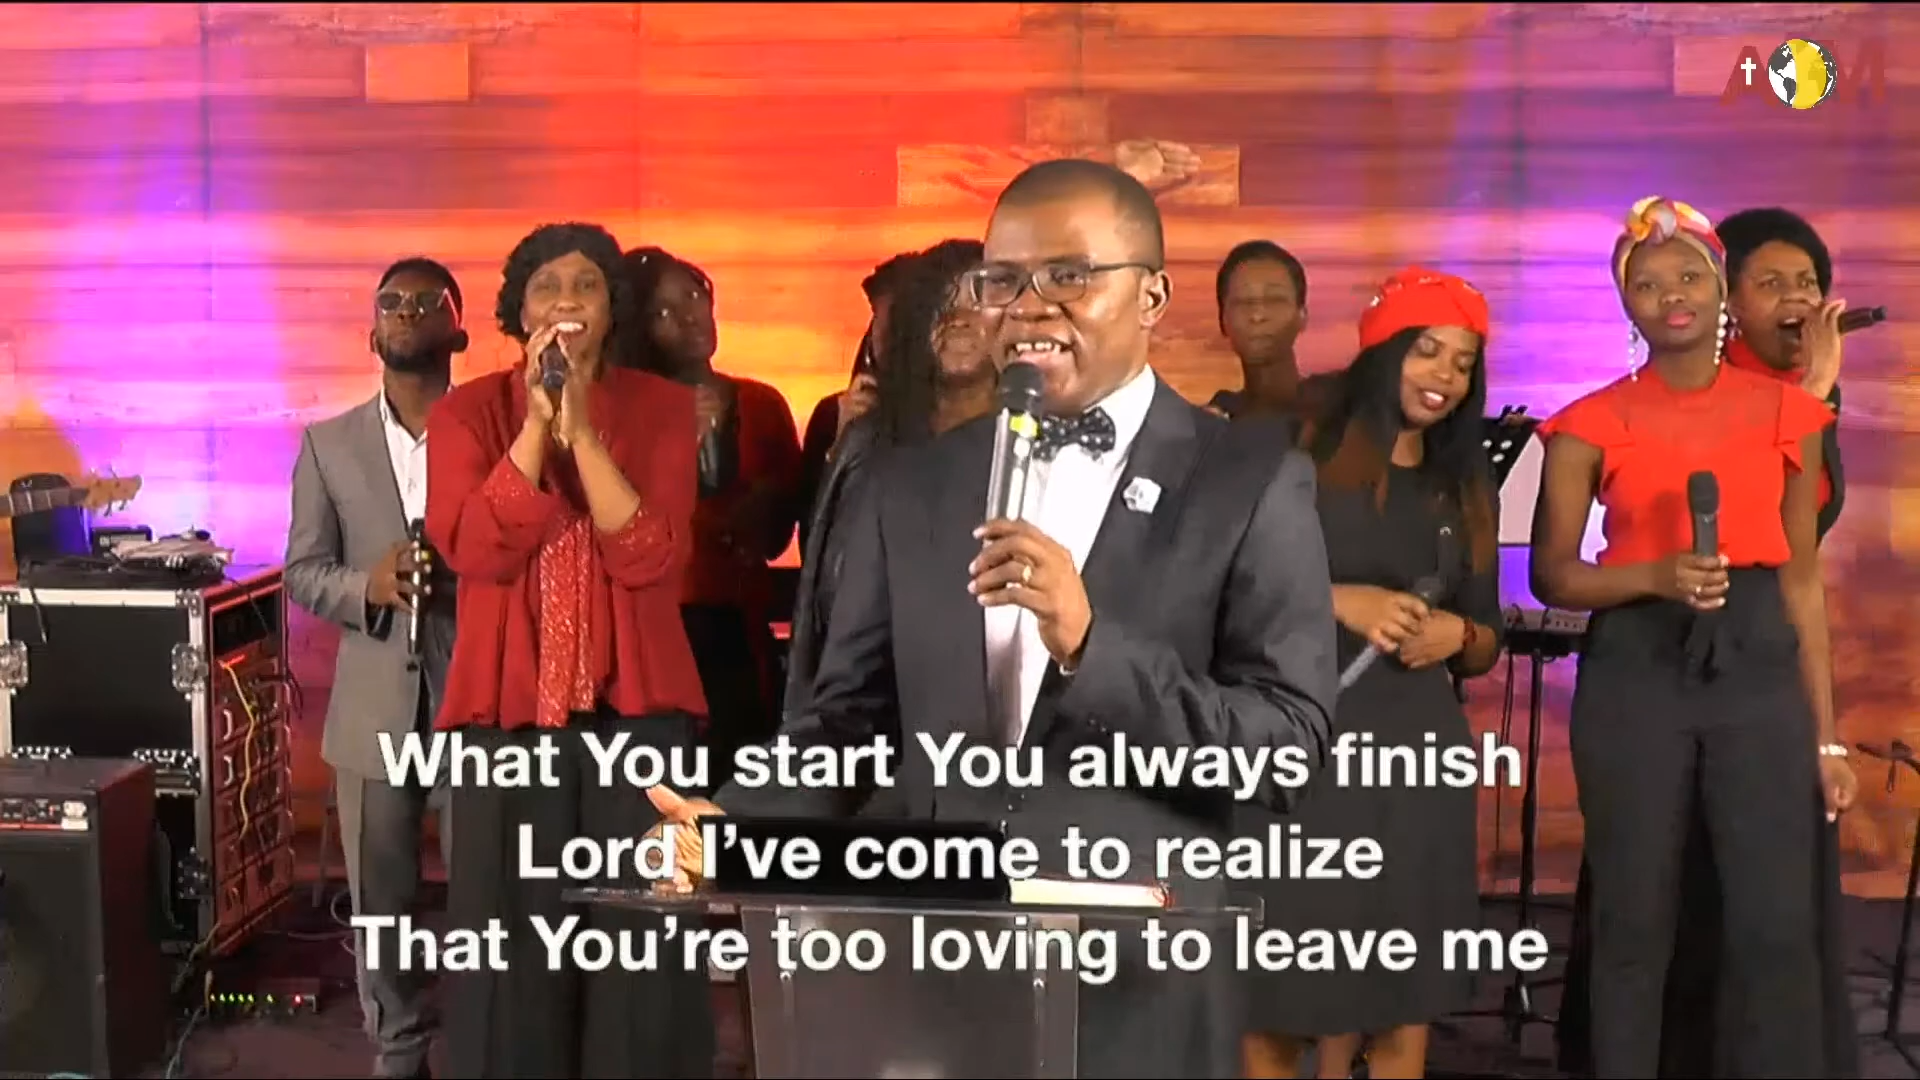 AOM
What You start You always finish
Lord I’ve come to realize
That You’re too loving to leave me